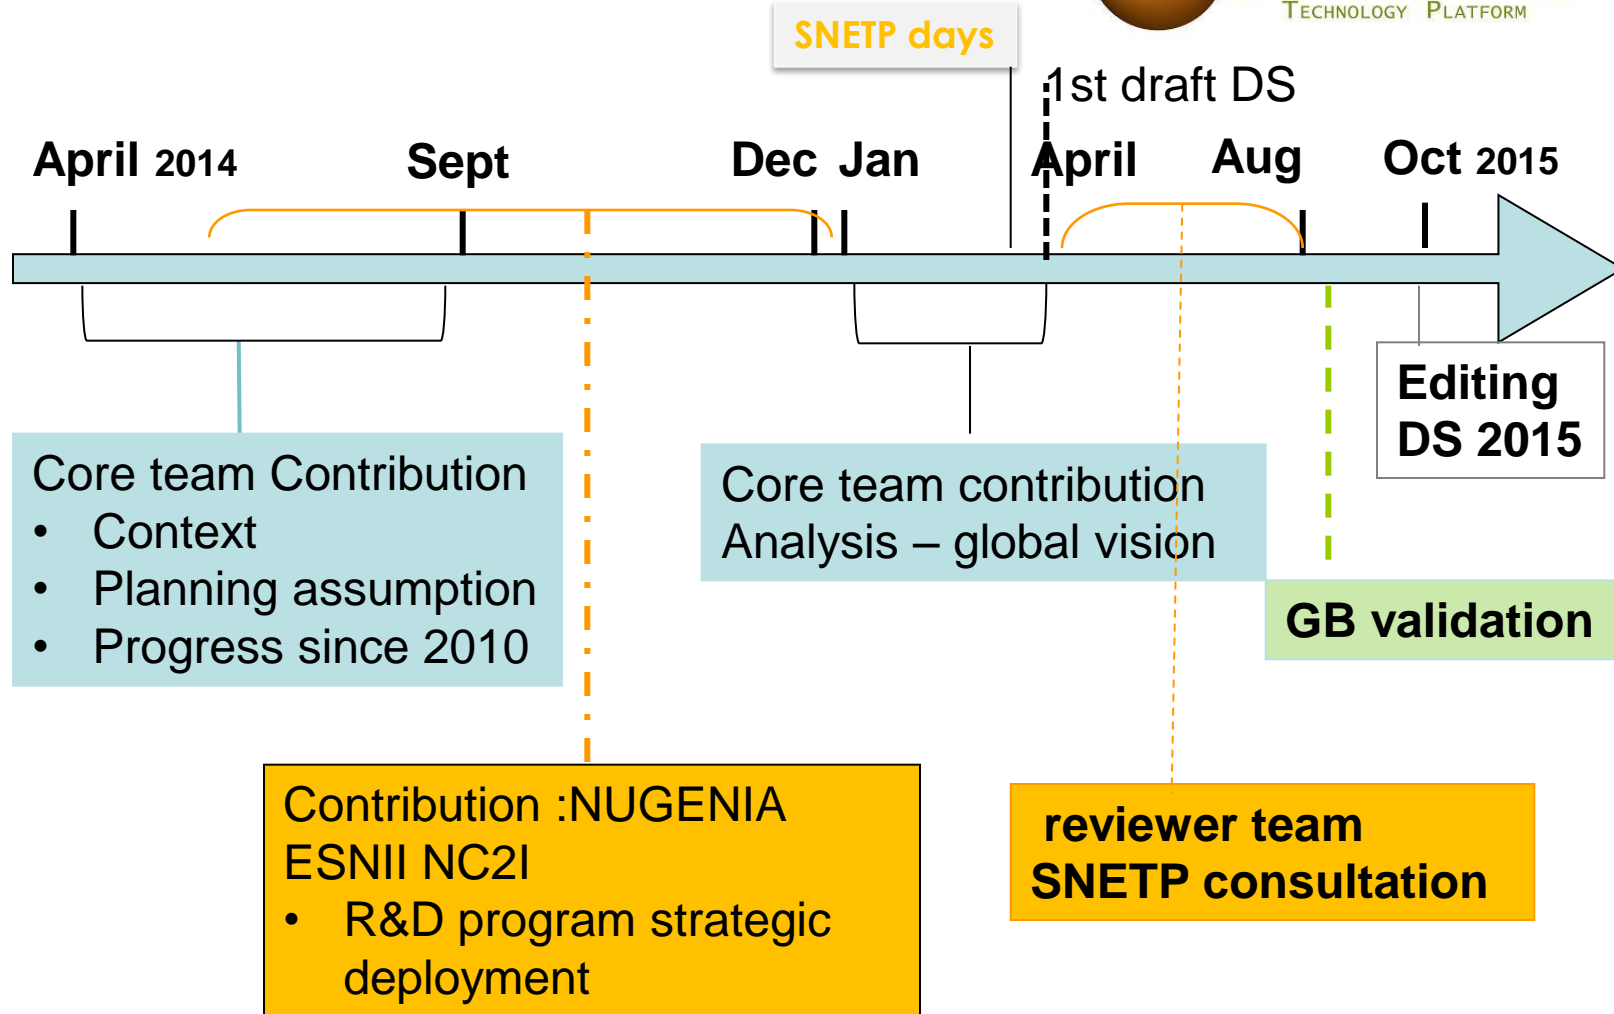 TECHNOLOGY PLATFORM
SNETP days
1st draft DS
April 2014 Sept Dec Jan April Aug Oct 2015
Editing
DS 2015
Core team Contribution
• Context
• Planning assumption
• Progress since 2010
Core team contribution
Analysis – global vision
GB validation
Contribution :NUGENIA
ESNII NC2I
• R&D program strategic
deployment
reviewer team
SNETP consultation